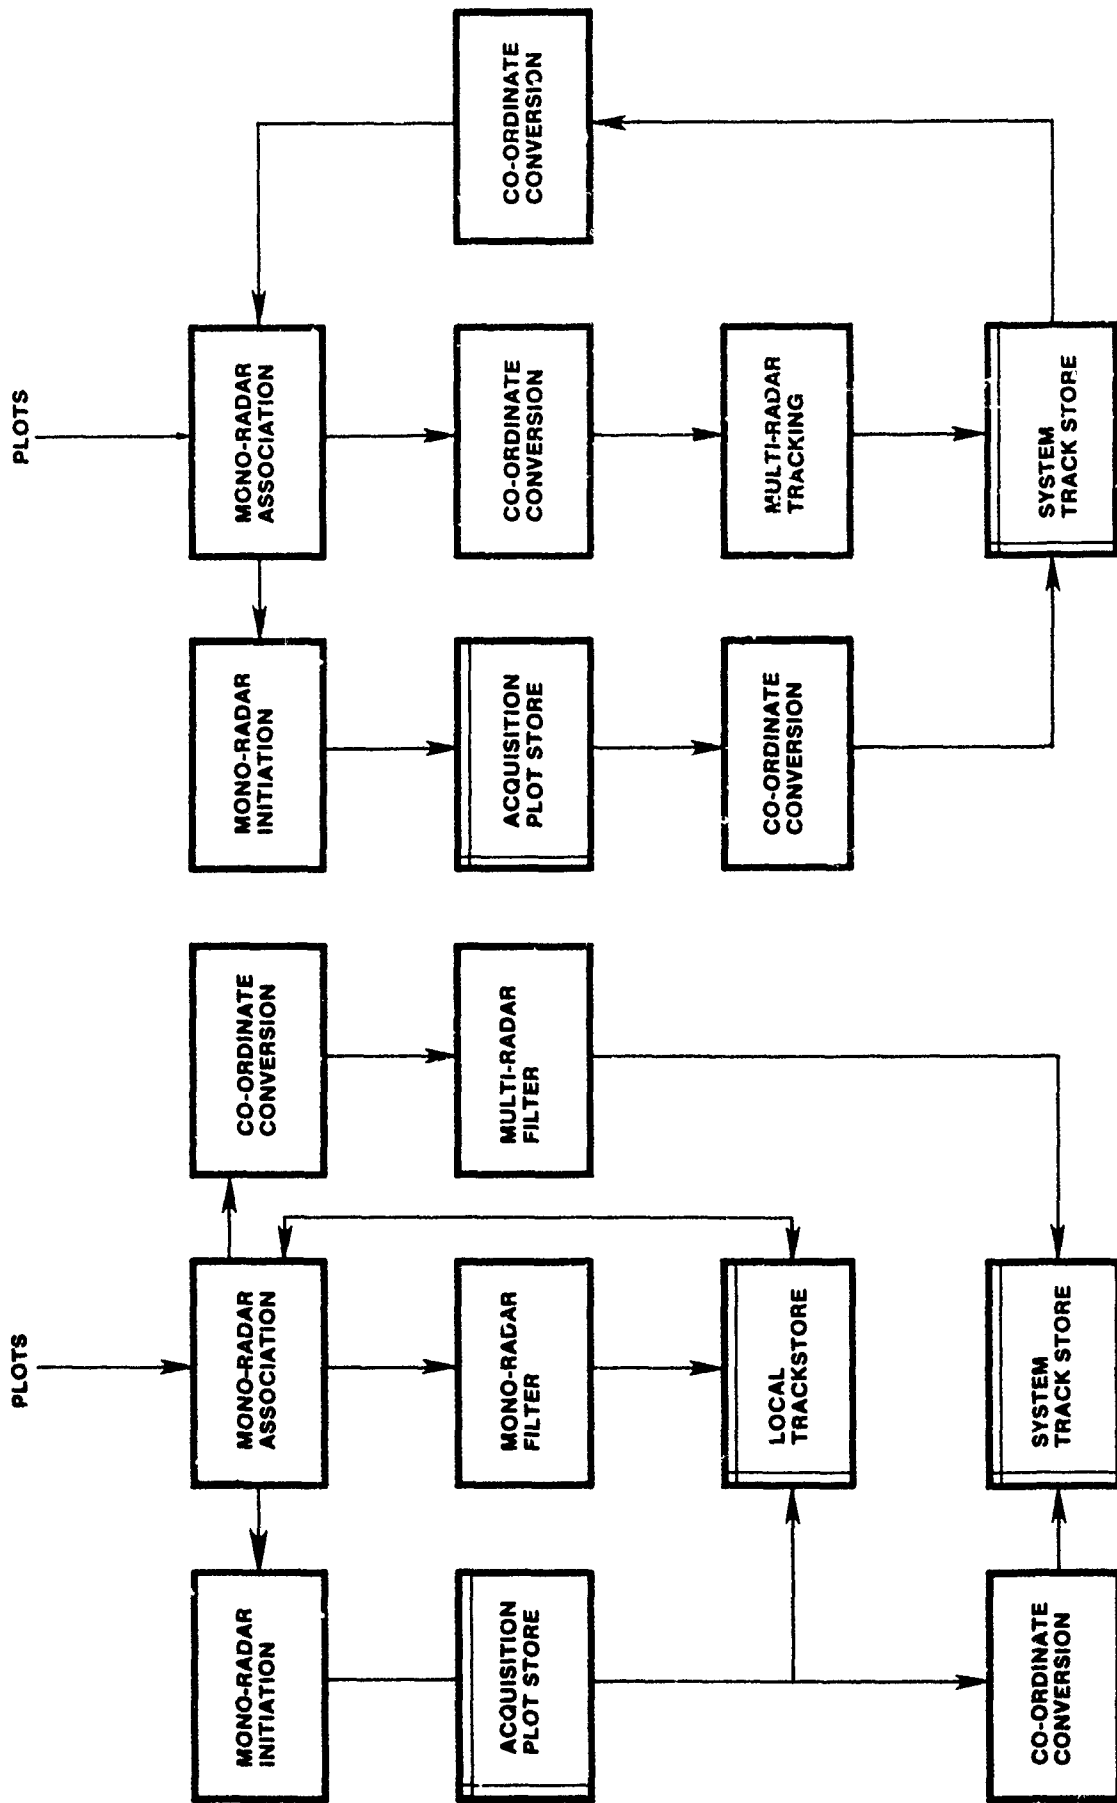 PLOTS
MONO-RADAR
INITIATION
MONO-RADAR
ASSOCIATION
CO-ORDINATE
CONVERSION
ACQUISITION
PLOT STORE
MONO-RADAR
FILTER
MULTI-RADAR
FILTER
LOCAL
TRACKSTORE
CO-ORDINATE
CONVERSION
SYSTEM
TRACK STORE
PLOTS
MONO-RADAR
INITIATION
MONO-RADAR
ASSOCIATION
ACQUISITION
PLOT STORE
CO-ORDINATE
CONVERSION
CO-ORDINATE
CONVERSION
CO-ORDINATE
CONVERSION
MULTI-RADAR
TRACKING
SYSTEM
TRACK STORE